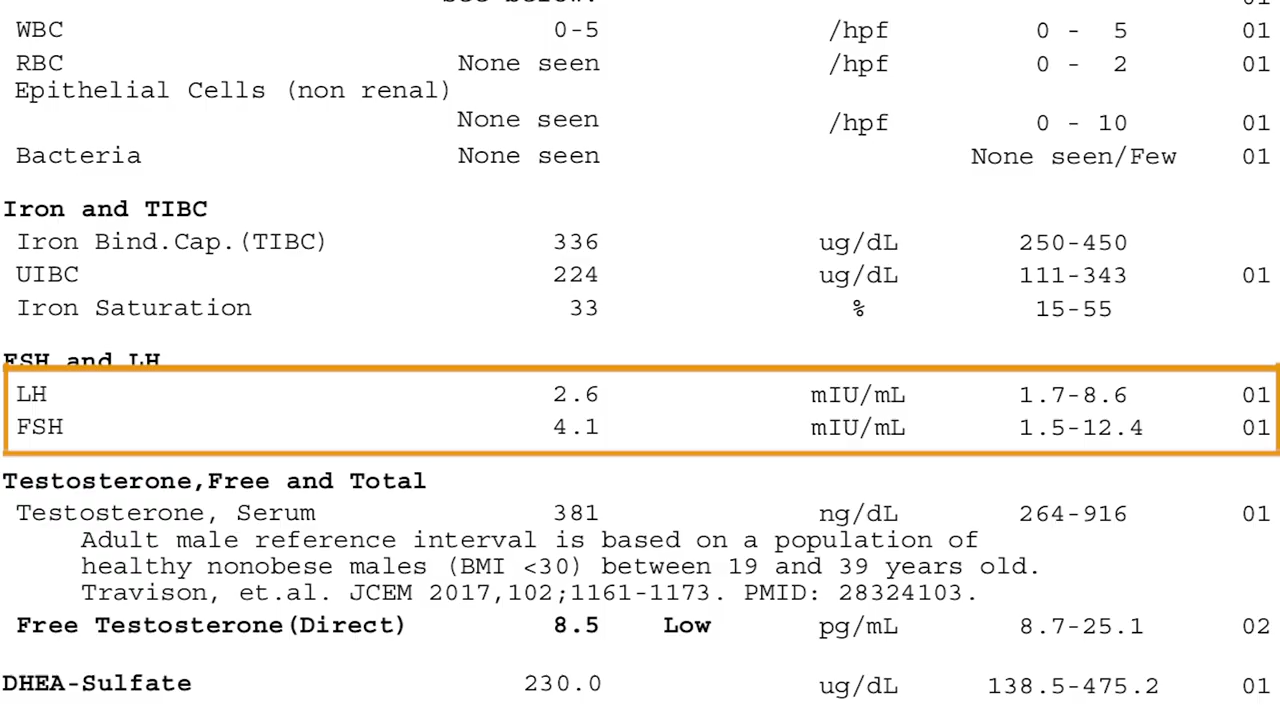 WBC 0-5 /hpf 0 - 5 01
RBC None seen /hpf 0 - 2 01
Epithelial Cells (non renal)
None seen /hpf 0 - 10 01
Bacteria None seen None seen/Few 01
Iron and TIBC
Iron Bind.Cap.(TIBC) 336 ug/dL 250-450
UIBC 224 ug/dL 111-343 01
Iron Saturation 33 % 15-55
FSH and LH
LH 2.6 mIU/mL 1.7-8.6 01
FSH 4.1 mIU/mL 1.5-12.4 01
Testosterone,Free and Total
Testosterone, Serum 381 ng/dL 264-916 01
Adult male reference interval is based on a population of
healthy nonobese males (BMI <30) between 19 and 39 years old.
Travison, et.al. JCEM 2017,102;1161-1173. PMID: 28324103.
Free Testosterone(Direct) 8.5 Low pg/mL 8.7-25.1 02
DHEA-Sulfate 230.0 ug/dL 138.5-475.2 01